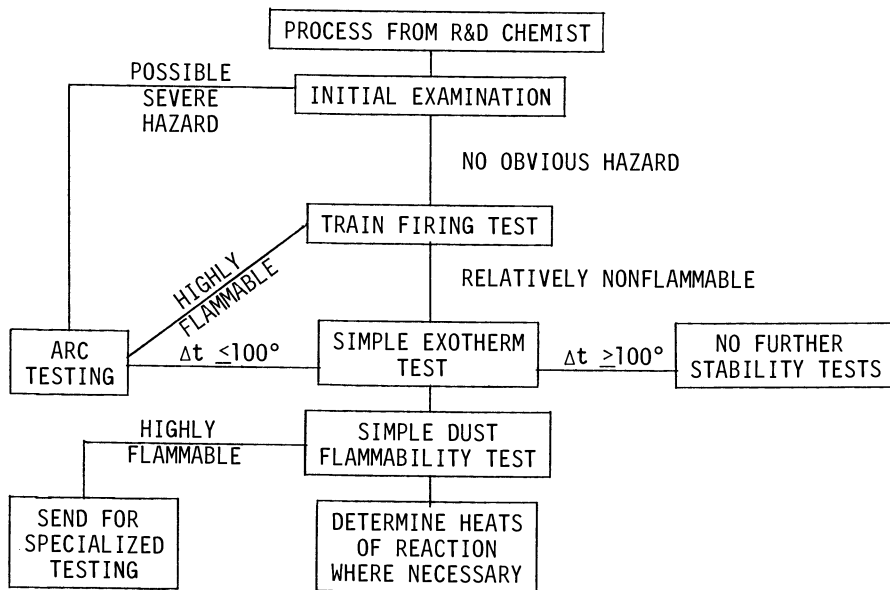 PROCESS FROM R&D CHEMIST
POSSIBLE
SEVERE
HAZARD
INITIAL EXAMINATION
NO OBVIOUS HAZARD
TRAIN FIRING TEST
HIGHLY
FLAMMABLE
RELATIVELY NONFLAMMABLE
ARC
TESTING
Δt ≤100°
SIMPLE EXOTHERM
TEST
Δt ≥100°
NO FURTHER
STABILITY TESTS
HIGHLY
FLAMMABLE
SIMPLE DUST
FLAMMABILITY TEST
SEND FOR
SPECIALIZED
TESTING
DETERMINE HEATS
OF REACTION
WHERE NECESSARY